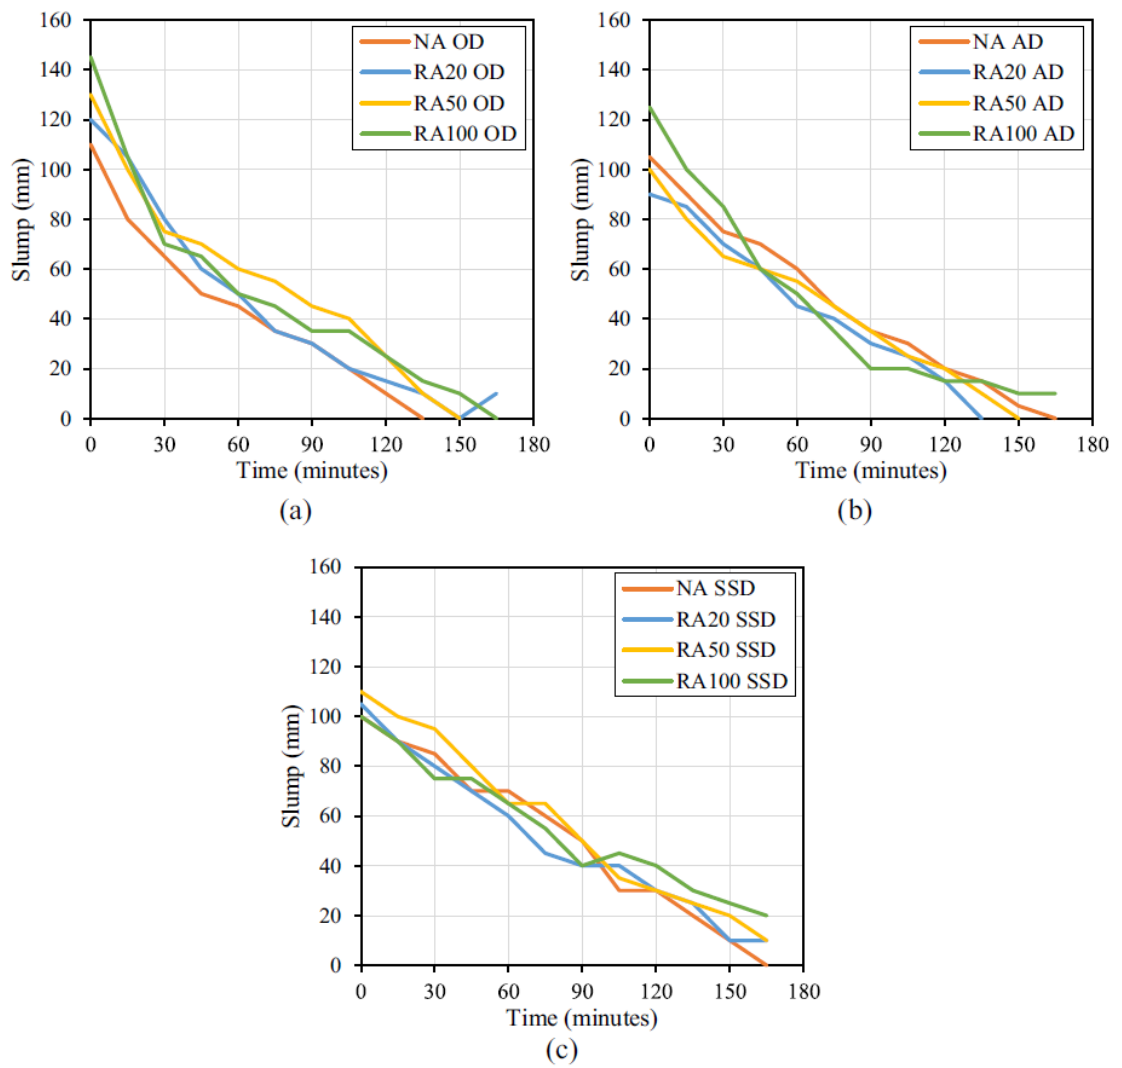 160
140
120
100
80
60
40
20
0
Slump (mm)
NA OD
RA20 OD
RA50 OD
RA100 OD
0 30 60 90 120 150 180
Time (minutes)
(a)
160
140
120
100
80
60
40
20
0
Slump (mm)
NA AD
RA20 AD
RA50 AD
RA100 AD
0 30 60 90 120 150 180
Time (minutes)
(b)
160
140
120
100
80
60
40
20
0
Slump (mm)
NA SSD
RA20 SSD
RA50 SSD
RA100 SSD
0 30 60 90 120 150 180
Time (minutes)
(c)